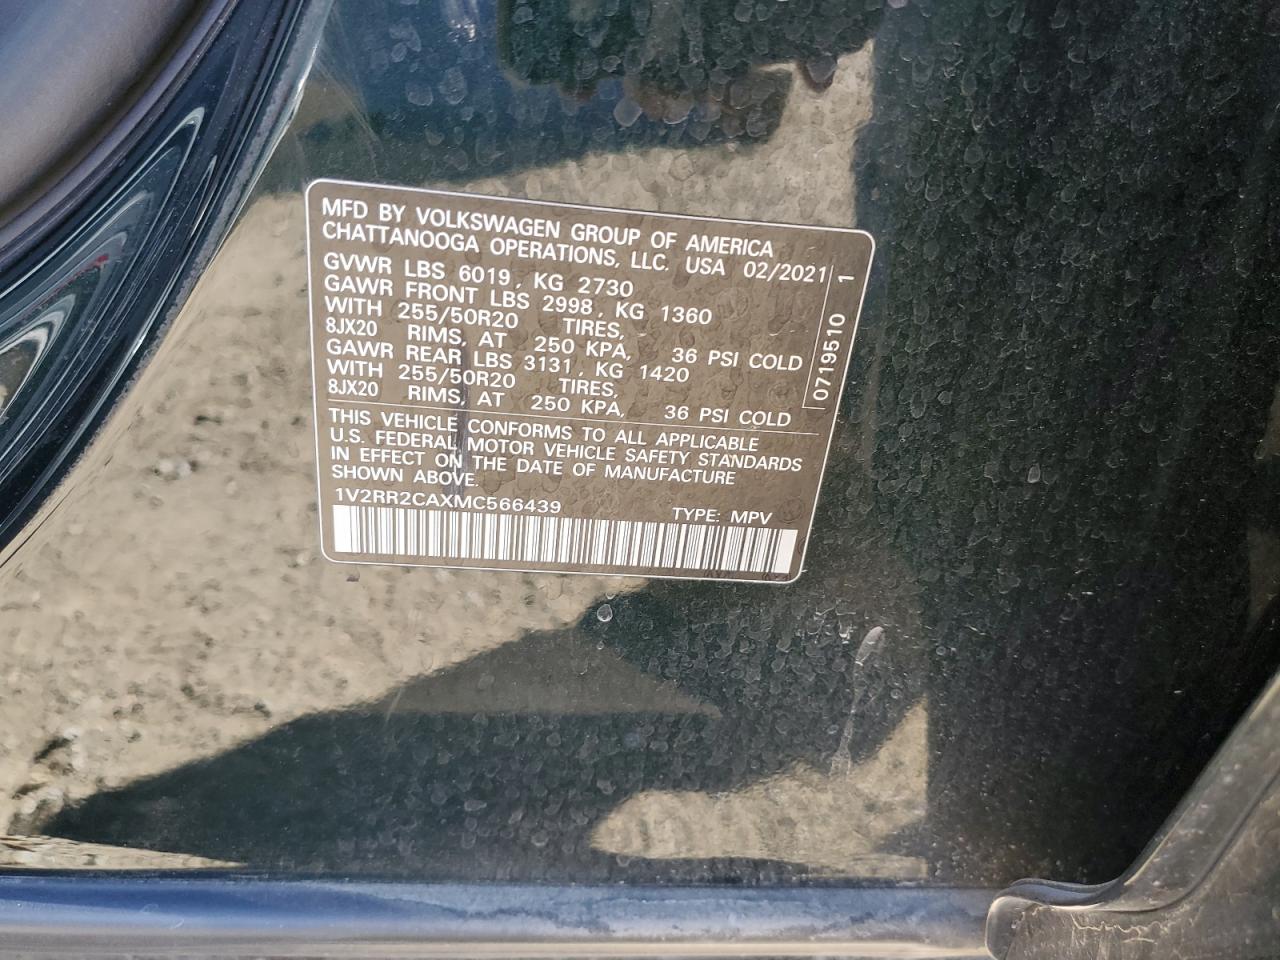 MFD BY VOLKSWAGEN GROUP OF AMERICA
CHATTANOOGA OPERATIONS, LLC. USA 02/2021
GVWR LBS 6019, KG 2730
GAWR FRONT LBS 2998, KG 1360
WITH 255/50R20 TIRES,
8JX20 RIMS, AT 250 KPA, 36 PSI COLD
GAWR REAR LBS 3131, KG 1420
WITH 255/50R20 TIRES,
8JX20 RIMS, AT 250 KPA, 36 PSI COLD
0719510 1
THIS VEHICLE CONFORMS TO ALL APPLICABLE
U.S. FEDERAL MOTOR VEHICLE SAFETY STANDARDS
IN EFFECT ON THE DATE OF MANUFACTURE
SHOWN ABOVE.
1V2RR2CAXMC566439 TYPE: MPV